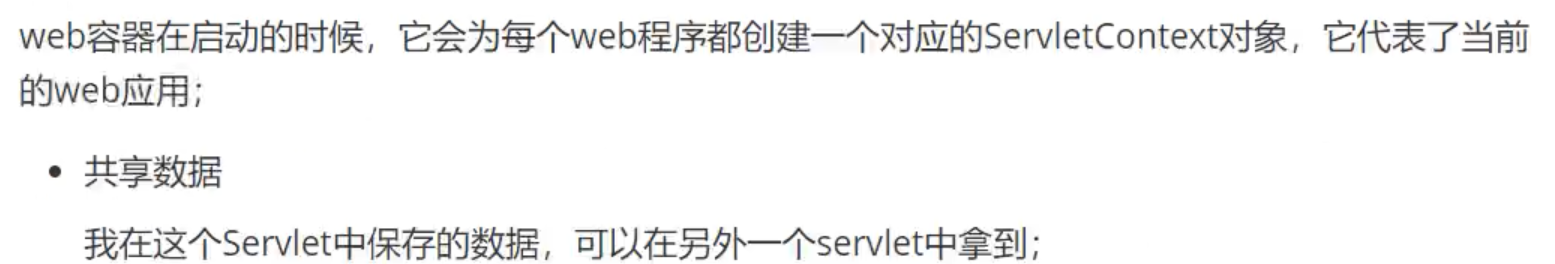 web容器在启动的时候，它会为每个web程序都创建一个对应的ServletContext对象，它代表了当前
的web应用；
共享数据
我在这个Servlet中保存的数据，可以在另外一个servlet中拿到；